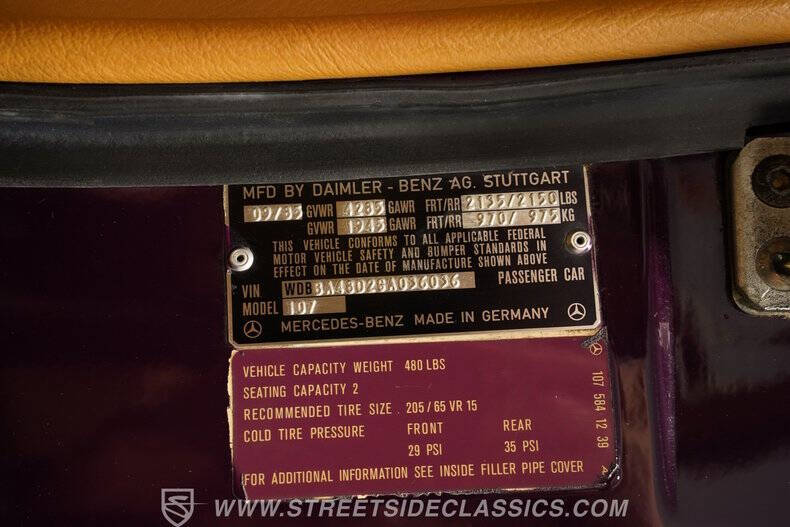 MFD BY DAIMLER - BENZ AG. STUTTGART
09/85 GVWR 4285 GAWR FRT/RR 2135/2150 LBS
GVWR 1945 GAWR FRT/RR 970/ 975 KG
THIS VEHICLE CONFORMS TO ALL APPLICABLE FEDERAL
MOTOR VEHICLE SAFETY AND BUMPER STANDARDS IN
EFFECT ON THE DATE OF MANUFACTURE SHOWN ABOVE
VIN WDBBA48D2GA036036 PASSENGER CAR
MODEL 107
MERCEDES-BENZ MADE IN GERMANY
VEHICLE CAPACITY WEIGHT 480 LBS
SEATING CAPACITY 2
RECOMMENDED TIRE SIZE 205/65 VR 15
COLD TIRE PRESSURE FRONT REAR
29 PSI 35 PSI
FOR ADDITIONAL INFORMATION SEE INSIDE FILLER PIPE COVER
107 584 12 39 A
WWW.STREETSIDECLASSICS.COM